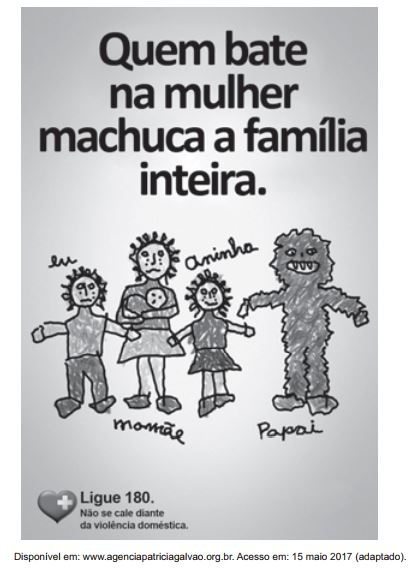 Quem bate
na mulher
machuca a família
inteira.
eu
aninha
mamãe
Papai
Ligue 180.
Não se cale diante
da violência doméstica.
Disponível em: www.agenciapatriciagalvao.org.br. Acesso em: 15 maio 2017 (adaptado).